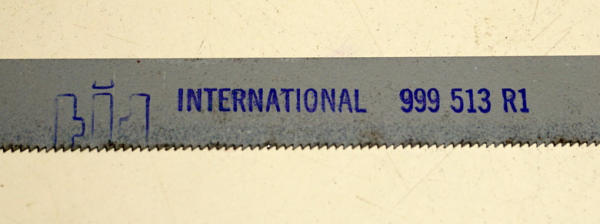 INTERNATIONAL 999 513 R1